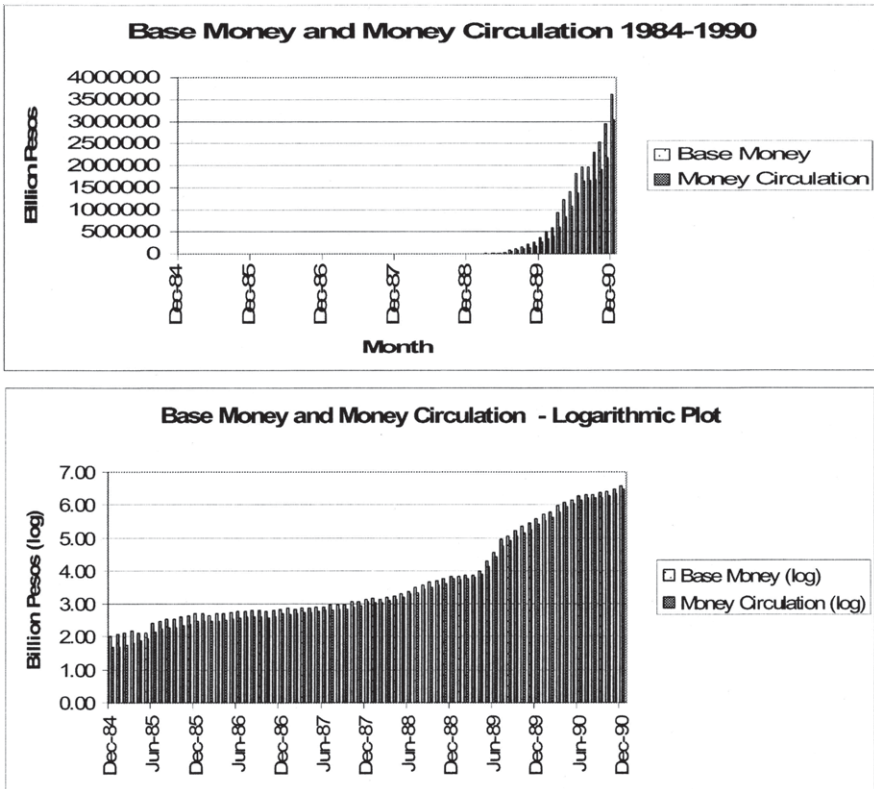 Base Money and Money Circulation 1984-1990
Billion Pesos
4000000
3500000
3000000
2500000
2000000
1500000
1000000
500000
0
Dec-84
Dec-85
Dec-86
Dec-87
Dec-88
Dec-89
Dec-90
Month
Base Money
Money Circulation
Base Money and Money Circulation - Logarithmic Plot
Billion Pesos (log)
7.00
6.00
5.00
4.00
3.00
2.00
1.00
0.00
Dec-84
Jun-85
Dec-85
Jun-86
Dec-86
Jun-87
Dec-87
Jun-88
Dec-88
Jun-89
Dec-89
Jun-90
Dec-90
Base Money (log)
Money Circulation (log)